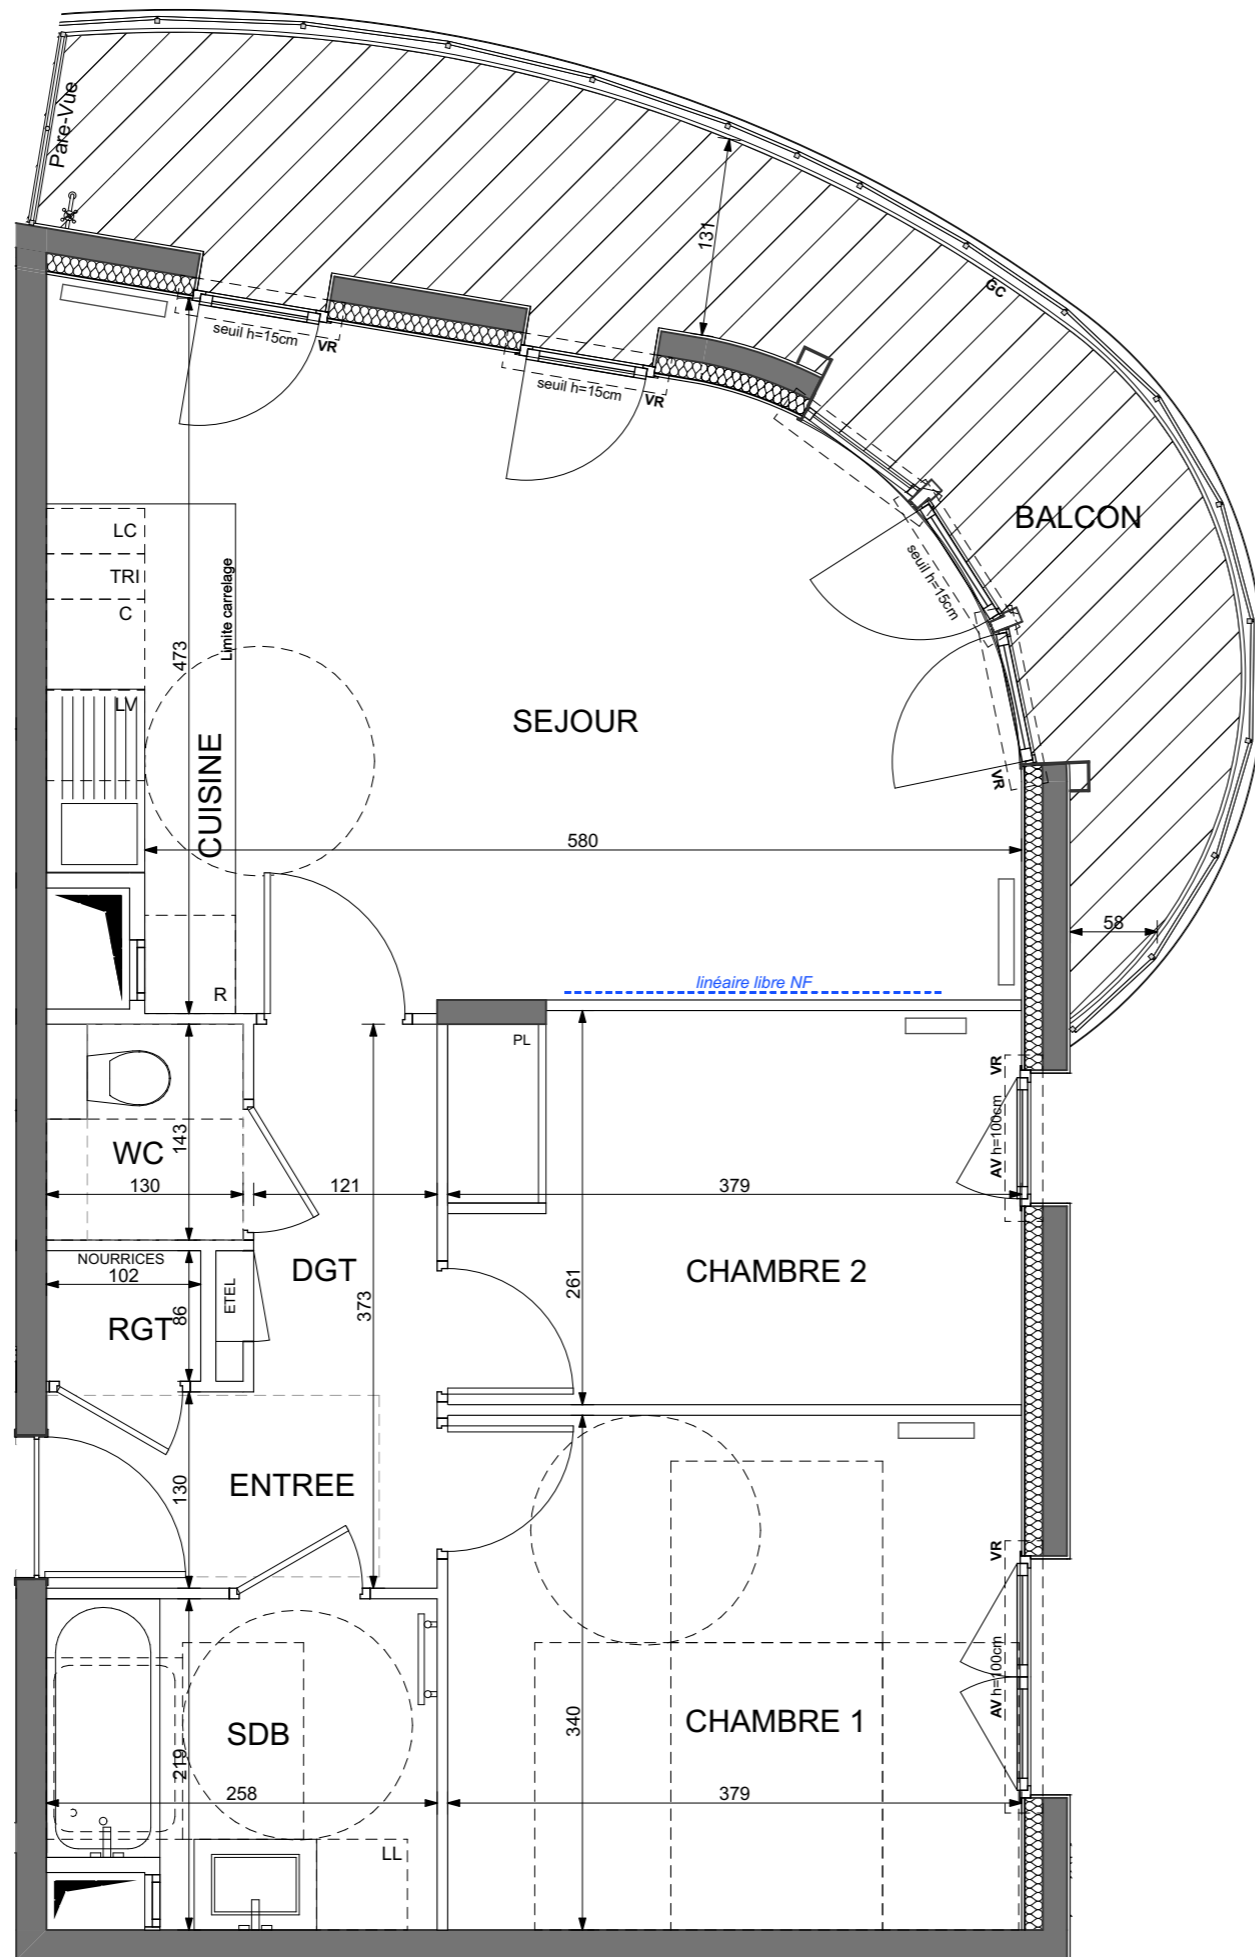 Pare-Vue
131
GC
seuil h=15cm
VR
seuil h=15cm
VR
BALCON
LC
TRI
C
Limite carrelage
seuil h=15cm
473
LV
SEJOUR
CUISINE
VR
580
58
R
linéaire libre NF
PL
VR
AV h=100cm
WC
143
130
121
379
NOURRICES
102
ETEL
DGT
CHAMBRE 2
261
373
86
RGT
130
ENTREE
VR
AV h=100cm
SDB
219
340
CHAMBRE 1
258
379
LL